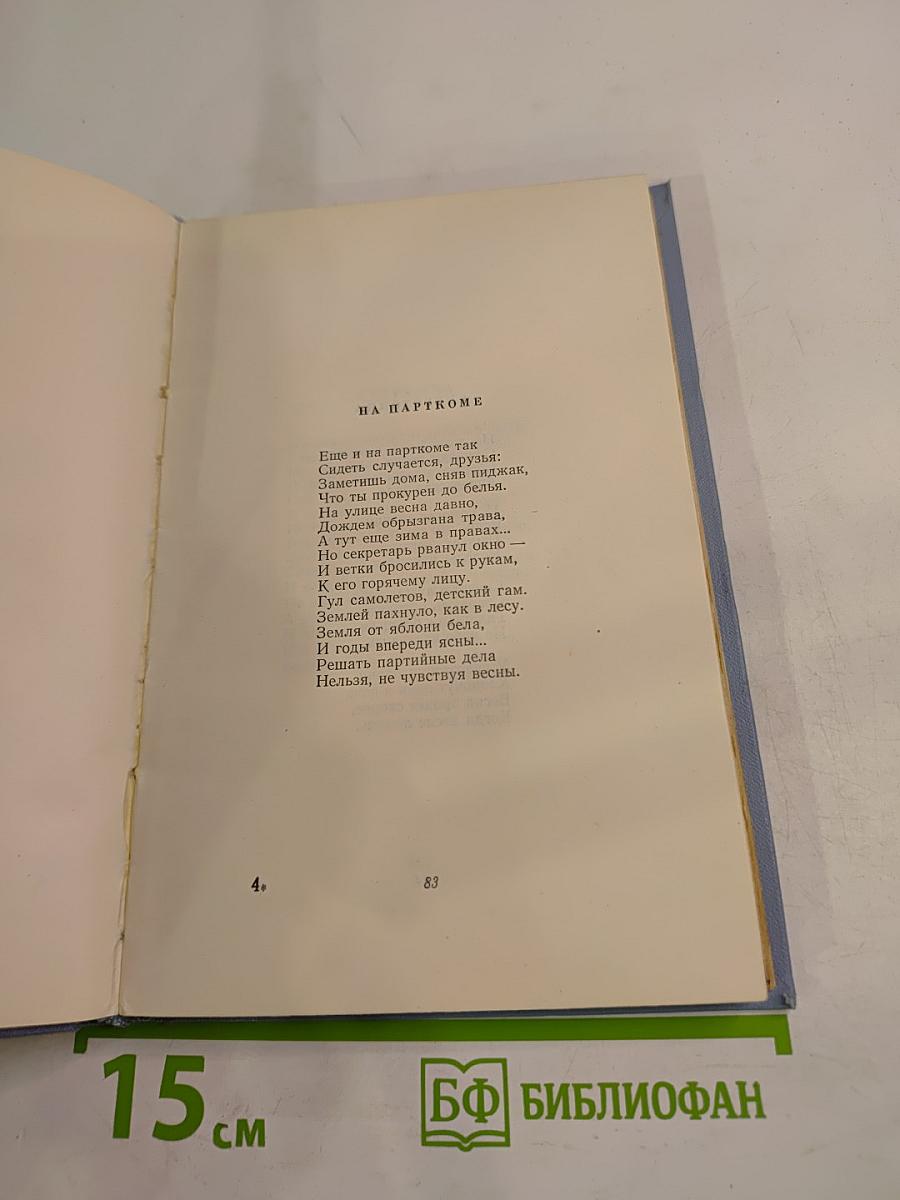 НА ПАРТКОМЕ
Еще и на парткоме так
Сидеть случается, друзья:
Заметишь дома, сняв пиджак,
Что ты прокурен до белья.
На улице весна давно,
Дождем обрызгана трава,
А тут еще зима в правах...
Но секретарь рванул окно —
И ветки бросились к рукам,
К его горячему лицу.
Гул самолетов, детский гам.
Землей пахнуло, как в лесу.
Земля от яблони бела,
И годы впереди ясны...
Решать партийные дела
Нельзя, не чувствуя весны.
4*
83
15 см
БФ БИБЛИОФАН